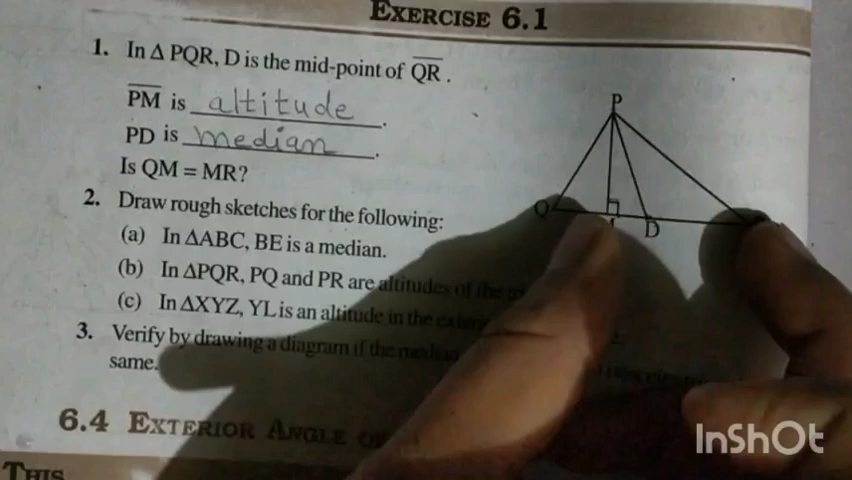 EXERCISE 6.1
1. In Δ PQR, D is the mid-point of QR.
PM is altitude.
PD is median.
Is QM = MR?
P
Q
D
2. Draw rough sketches for the following:
(a) In ΔABC, BE is a median.
(b) In ΔPQR, PQ and PR are altitudes of the
(c) In ΔXYZ, YL is an altitude in the
3. Verify by drawing a diagram if the
same.
6.4 EXTERIOR ANGLE
THIS
InShOt